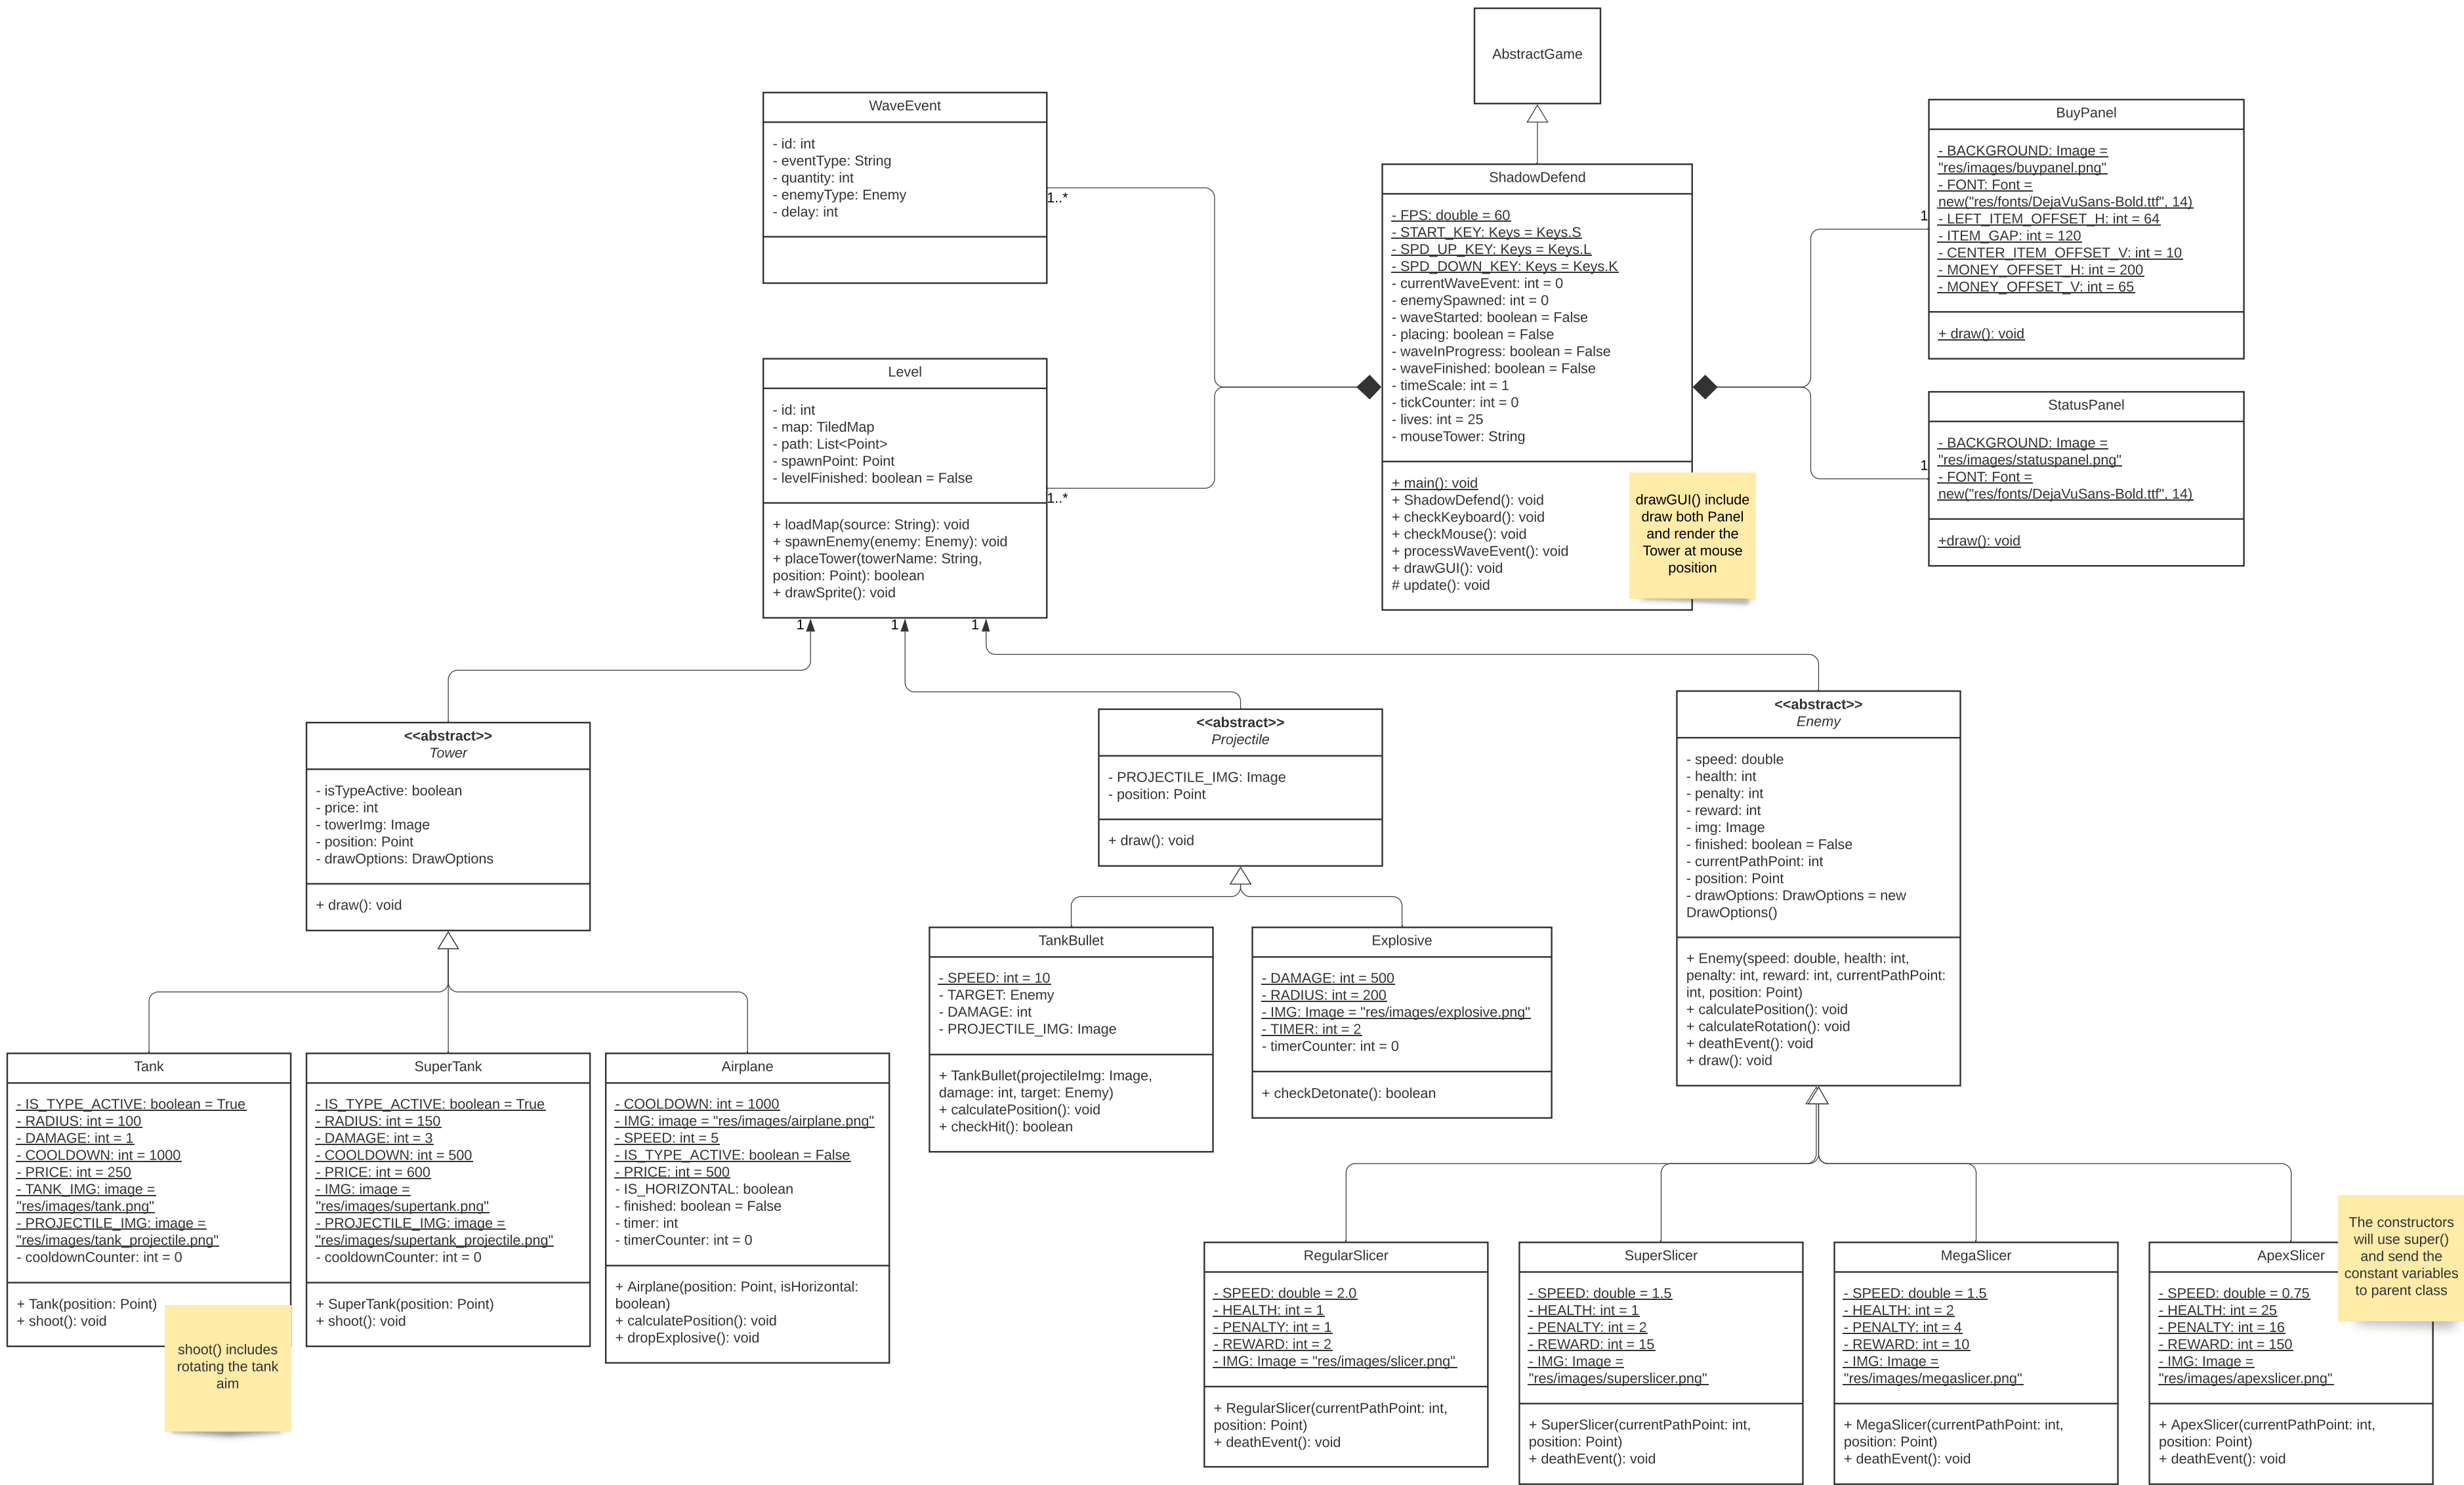 AbstractGame
WaveEvent
- id: int
- eventType: String
- quantity: int
- enemyType: Enemy
- delay: int
1..*
Level
- id: int
- map: TiledMap
- path: List<Point>
- spawnPoint: Point
- levelFinished: boolean = False
+ loadMap(source: String): void
+ spawnEnemy(enemy: Enemy): void
+ placeTower(towerName: String,
position: Point): boolean
+ drawSprite(): void
1..*
1
1
1
ShadowDefend
- FPS: double = 60
- START_KEY: Keys = Keys.S
- SPD_UP_KEY: Keys = Keys.L
- SPD_DOWN_KEY: Keys = Keys.K
- currentWaveEvent: int = 0
- enemySpawned: int = 0
- waveStarted: boolean = False
- placing: boolean = False
- waveInProgress: boolean = False
- waveFinished: boolean = False
- timeScale: int = 1
- tickCounter: int = 0
- lives: int = 25
- mouseTower: String
+ main(): void
+ ShadowDefend(): void
+ checkKeyboard(): void
+ checkMouse(): void
+ processWaveEvent(): void
+ drawGUI(): void
# update(): void
drawGUI() include
draw both Panel
and render the
Tower at mouse
position
BuyPanel
- BACKGROUND: Image =
"res/images/buypanel.png"
- FONT: Font =
new("res/fonts/DejaVuSans-Bold.ttf", 14)
- LEFT_ITEM_OFFSET_H: int = 64
- ITEM_GAP: int = 120
- CENTER_ITEM_OFFSET_V: int = 10
- MONEY_OFFSET_H: int = 200
- MONEY_OFFSET_V: int = 65
+ draw(): void
1
StatusPanel
- BACKGROUND: Image =
"res/images/statuspanel.png"
- FONT: Font =
new("res/fonts/DejaVuSans-Bold.ttf", 14)
+draw(): void
1
<<abstract>>
Tower
- isTypeActive: boolean
- price: int
- towerImg: Image
- position: Point
- drawOptions: DrawOptions
+ draw(): void
<<abstract>>
Projectile
- PROJECTILE_IMG: Image
- position: Point
+ draw(): void
<<abstract>>
Enemy
- speed: double
- health: int
- penalty: int
- reward: int
- img: Image
- finished: boolean = False
- currentPathPoint: int
- position: Point
- drawOptions: DrawOptions = new
DrawOptions()
+ Enemy(speed: double, health: int,
penalty: int, reward: int, currentPathPoint:
int, position: Point)
+ calculatePosition(): void
+ calculateRotation(): void
+ deathEvent(): void
+ draw(): void
TankBullet
- SPEED: int = 10
- TARGET: Enemy
- DAMAGE: int
- PROJECTILE_IMG: Image
+ TankBullet(projectileImg: Image,
damage: int, target: Enemy)
+ calculatePosition(): void
+ checkHit(): boolean
Explosive
- DAMAGE: int = 500
- RADIUS: int = 200
- IMG: Image = "res/images/explosive.png"
- TIMER: int = 2
- timerCounter: int = 0
+ checkDetonate(): boolean
Tank
- IS_TYPE_ACTIVE: boolean = True
- RADIUS: int = 100
- DAMAGE: int = 1
- COOLDOWN: int = 1000
- PRICE: int = 250
- TANK_IMG: image =
"res/images/tank.png"
- PROJECTILE_IMG: image =
"res/images/tank_projectile.png"
- cooldownCounter: int = 0
+ Tank(position: Point)
+ shoot(): void
shoot() includes
rotating the tank
aim
SuperTank
- IS_TYPE_ACTIVE: boolean = True
- RADIUS: int = 150
- DAMAGE: int = 3
- COOLDOWN: int = 500
- PRICE: int = 600
- IMG: image =
"res/images/supertank.png"
- PROJECTILE_IMG: image =
"res/images/supertank_projectile.png"
- cooldownCounter: int = 0
+ SuperTank(position: Point)
+ shoot(): void
Airplane
- COOLDOWN: int = 1000
- IMG: image = "res/images/airplane.png"
- SPEED: int = 5
- IS_TYPE_ACTIVE: boolean = False
- PRICE: int = 500
- IS_HORIZONTAL: boolean
- finished: boolean = False
- timer: int
- timerCounter: int = 0
+ Airplane(position: Point, isHorizontal:
boolean)
+ calculatePosition(): void
+ dropExplosive(): void
RegularSlicer
- SPEED: double = 2.0
- HEALTH: int = 1
- PENALTY: int = 1
- REWARD: int = 2
- IMG: Image = "res/images/slicer.png"
+ RegularSlicer(currentPathPoint: int,
position: Point)
+ deathEvent(): void
SuperSlicer
- SPEED: double = 1.5
- HEALTH: int = 1
- PENALTY: int = 2
- REWARD: int = 15
- IMG: Image =
"res/images/superslicer.png"
+ SuperSlicer(currentPathPoint: int,
position: Point)
+ deathEvent(): void
MegaSlicer
- SPEED: double = 1.5
- HEALTH: int = 2
- PENALTY: int = 4
- REWARD: int = 10
- IMG: Image =
"res/images/megaslicer.png"
+ MegaSlicer(currentPathPoint: int,
position: Point)
+ deathEvent(): void
ApexSlicer
- SPEED: double = 0.75
- HEALTH: int = 25
- PENALTY: int = 16
- REWARD: int = 150
- IMG: Image =
"res/images/apexslicer.png"
+ ApexSlicer(currentPathPoint: int,
position: Point)
+ deathEvent(): void
The constructors
will use super()
and send the
constant variables
to parent class